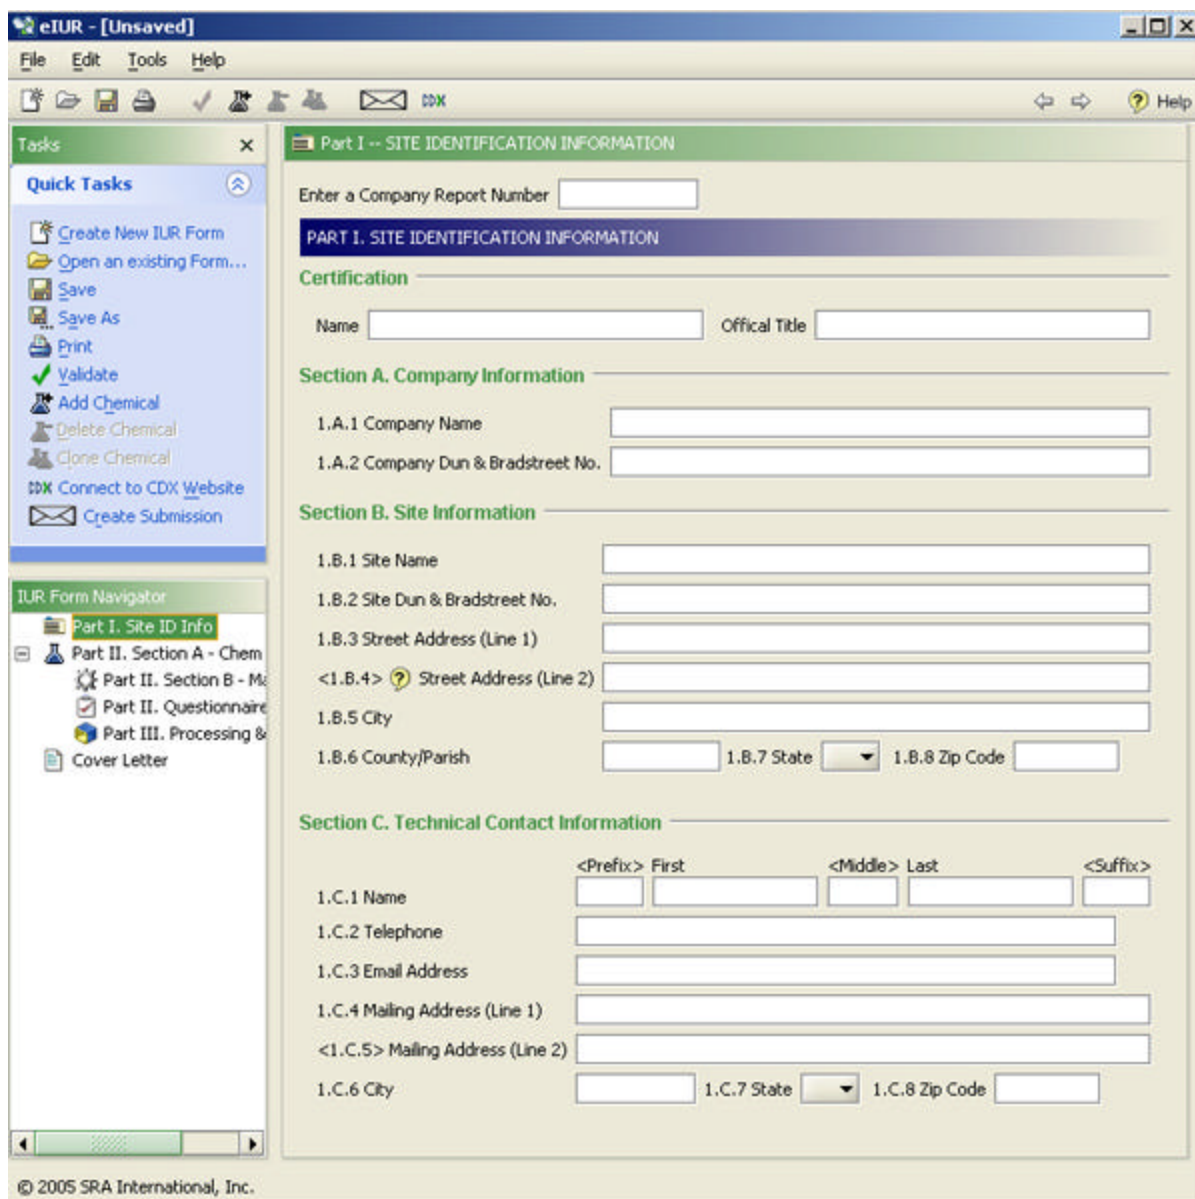 eIUR - [Unsaved]
File Edit Tools Help
CDX Help
Tasks
Quick Tasks
Create New IUR Form
Open an existing Form...
Save
Save As
Print
Validate
Add Chemical
Delete Chemical
Clone Chemical
CDX Connect to CDX Website
Create Submission
IUR Form Navigator
Part I. Site ID Info
Part II. Section A - Chem
Part II. Section B - Ma
Part II. Questionnaire
Part III. Processing &
Cover Letter
Part I -- SITE IDENTIFICATION INFORMATION
Enter a Company Report Number
PART I. SITE IDENTIFICATION INFORMATION
Certification
Name Offical Title
Section A. Company Information
1.A.1 Company Name
1.A.2 Company Dun & Bradstreet No.
Section B. Site Information
1.B.1 Site Name
1.B.2 Site Dun & Bradstreet No.
1.B.3 Street Address (Line 1)
<1.B.4> ? Street Address (Line 2)
1.B.5 City
1.B.6 County/Parish 1.B.7 State 1.B.8 Zip Code
Section C. Technical Contact Information
<Prefix> First <Middle> Last <Suffix>
1.C.1 Name
1.C.2 Telephone
1.C.3 Email Address
1.C.4 Mailing Address (Line 1)
<1.C.5> Mailing Address (Line 2)
1.C.6 City 1.C.7 State 1.C.8 Zip Code
© 2005 SRA International, Inc.